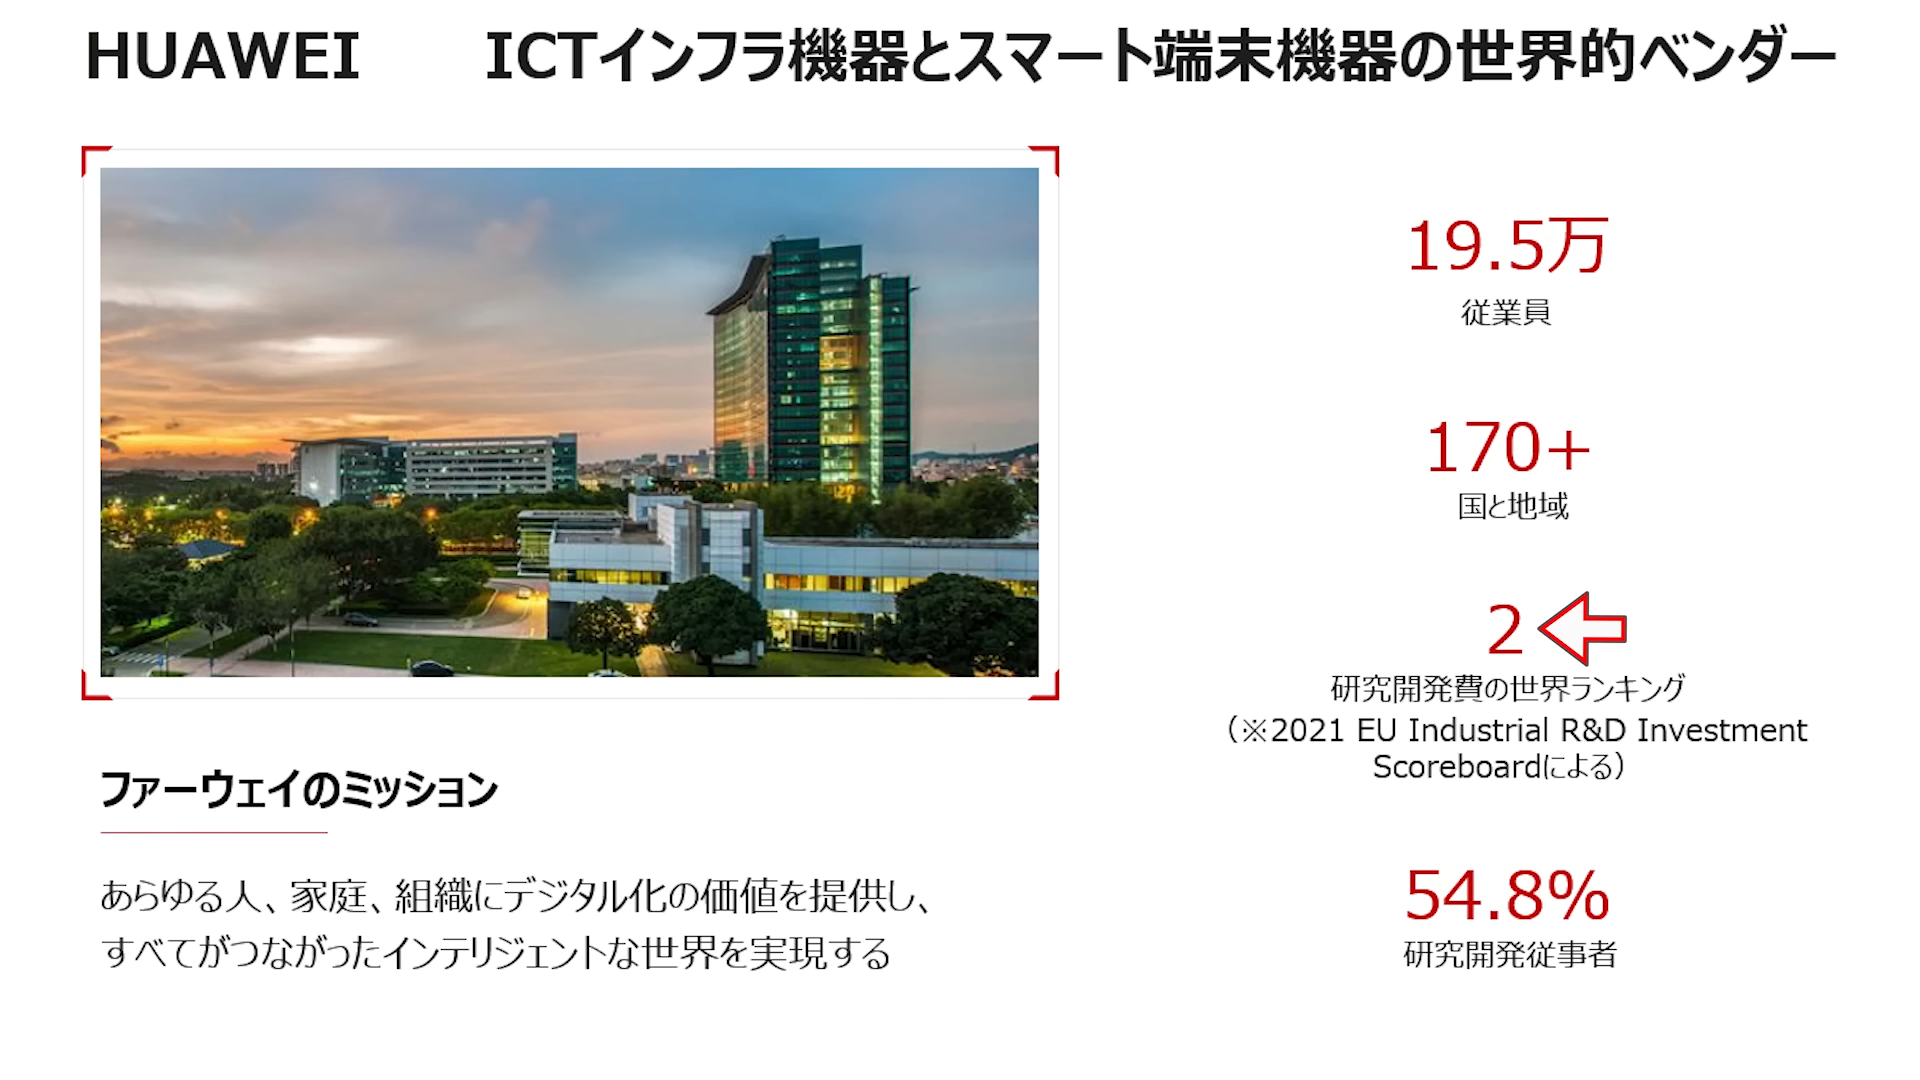 HUAWEI ICTインフラ機器とスマート端末機器の世界的ベンダー
19.5万
従業員
170+
国と地域
2
研究開発費の世界ランキング
（※2021 EU Industrial R&D Investment
Scoreboardによる）
54.8%
研究開発従事者
ファーウェイのミッション
あらゆる人、家庭、組織にデジタル化の価値を提供し、
すべてがつながったインテリジェントな世界を実現する